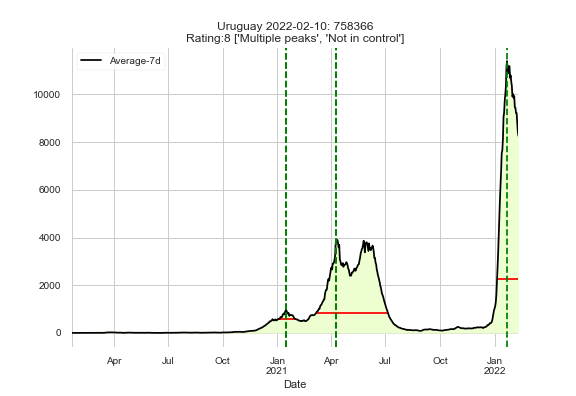 Uruguay 2022-02-10: 758366
Rating:8 ['Multiple peaks', 'Not in control']
Average-7d
10000
8000
6000
4000
2000
0
Apr Jul Oct Jan Apr Jul Oct Jan
2021 2022
Date